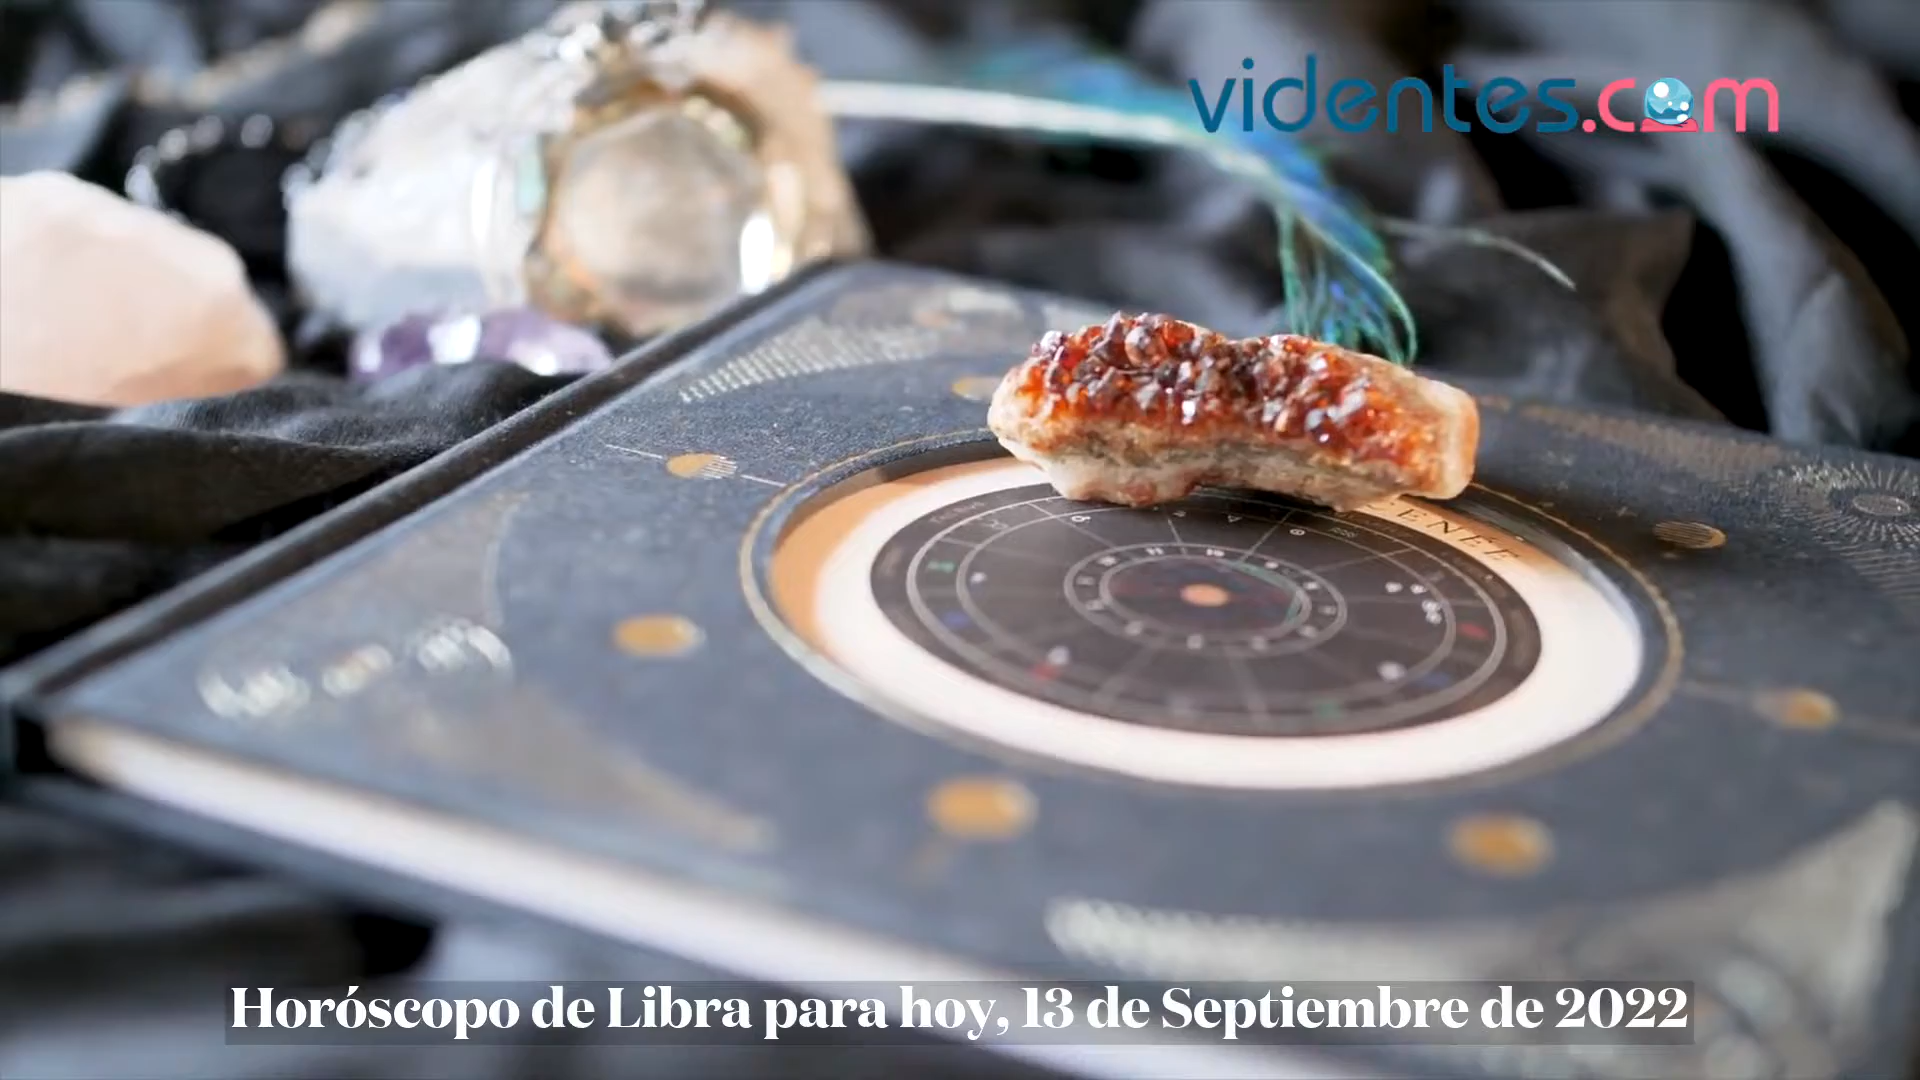 videntes.com
Horóscopo de Libra para hoy, 13 de Septiembre de 2022